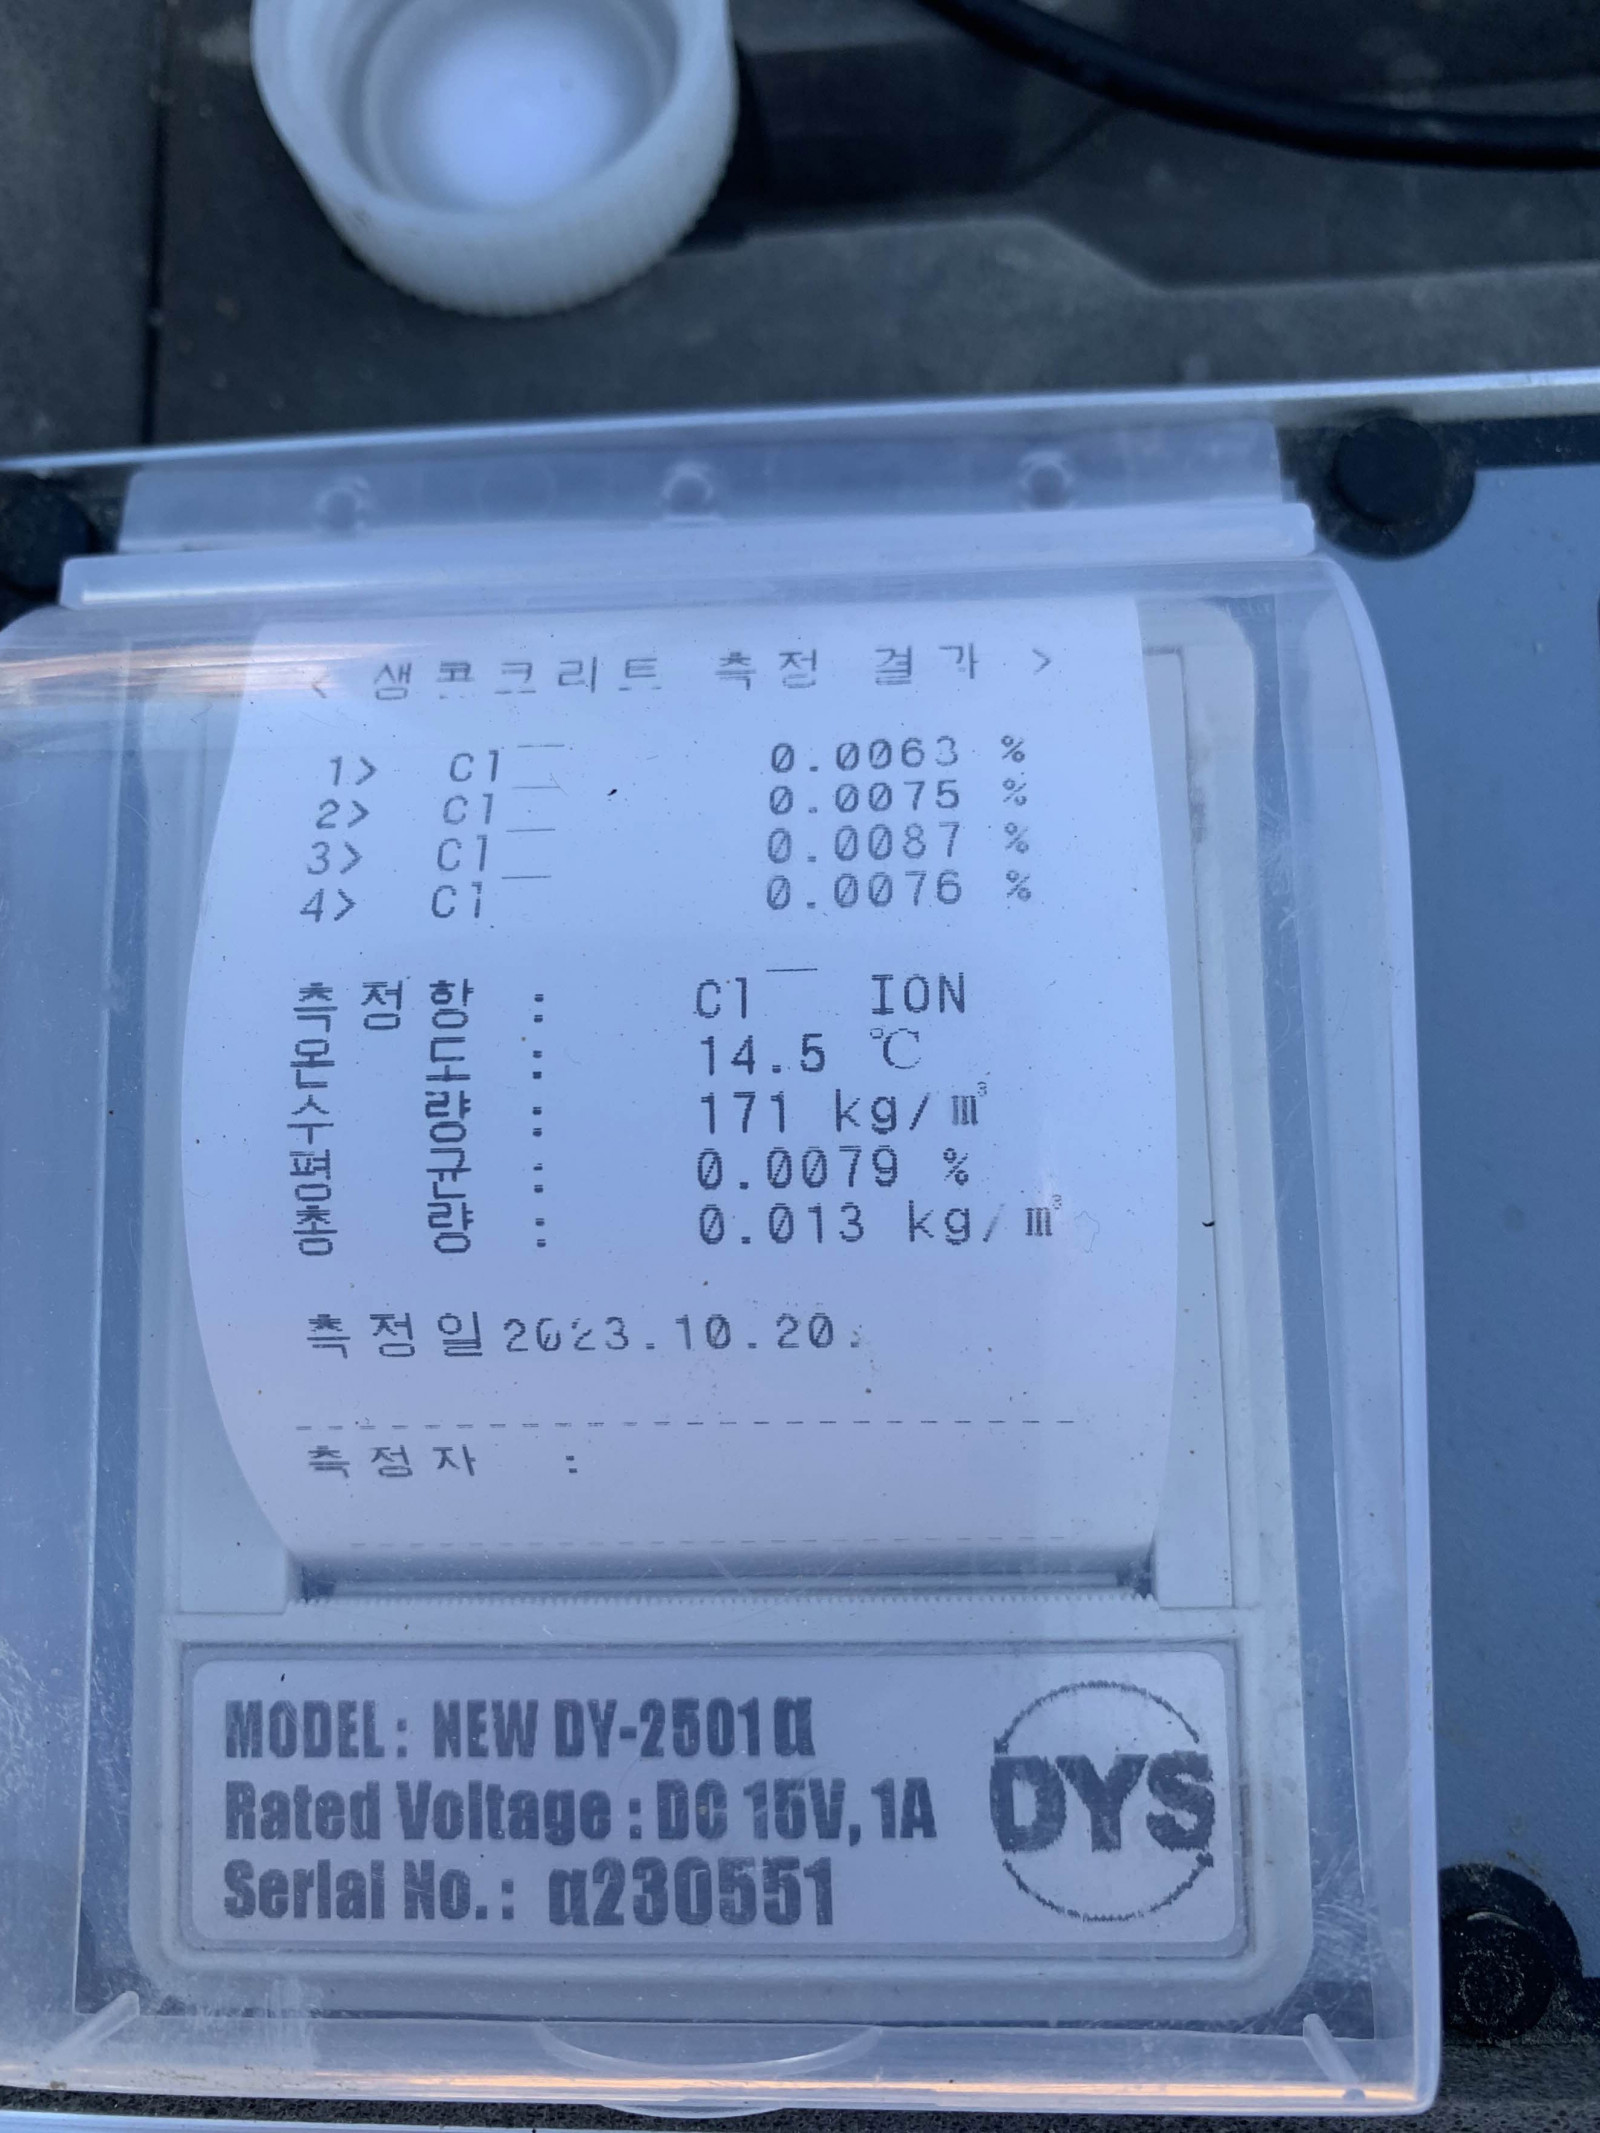 < 생콘크리트 측정 결가 >
1> Cl¯ 0.0063 %
2> Cl¯ 0.0075 %
3> Cl¯ 0.0087 %
4> Cl¯ 0.0076 %
측정항 : Cl¯ ION
온도 : 14.5 ℃
수량 : 171 kg/㎥
평균 : 0.0079 %
총량 : 0.013 kg/㎥
측정일 2023.10.20.
측정자 :
MODEL : NEW DY-2501α
Rated Voltage : DC 15V, 1A
Serial No. : α230551
DYS